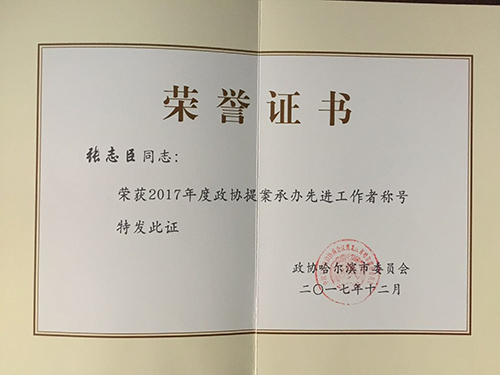 荣誉证书
张志臣同志:
荣获2017年度政协提案承办先进工作者称号
特发此证
政协哈尔滨市委员会
二〇一七年十二月